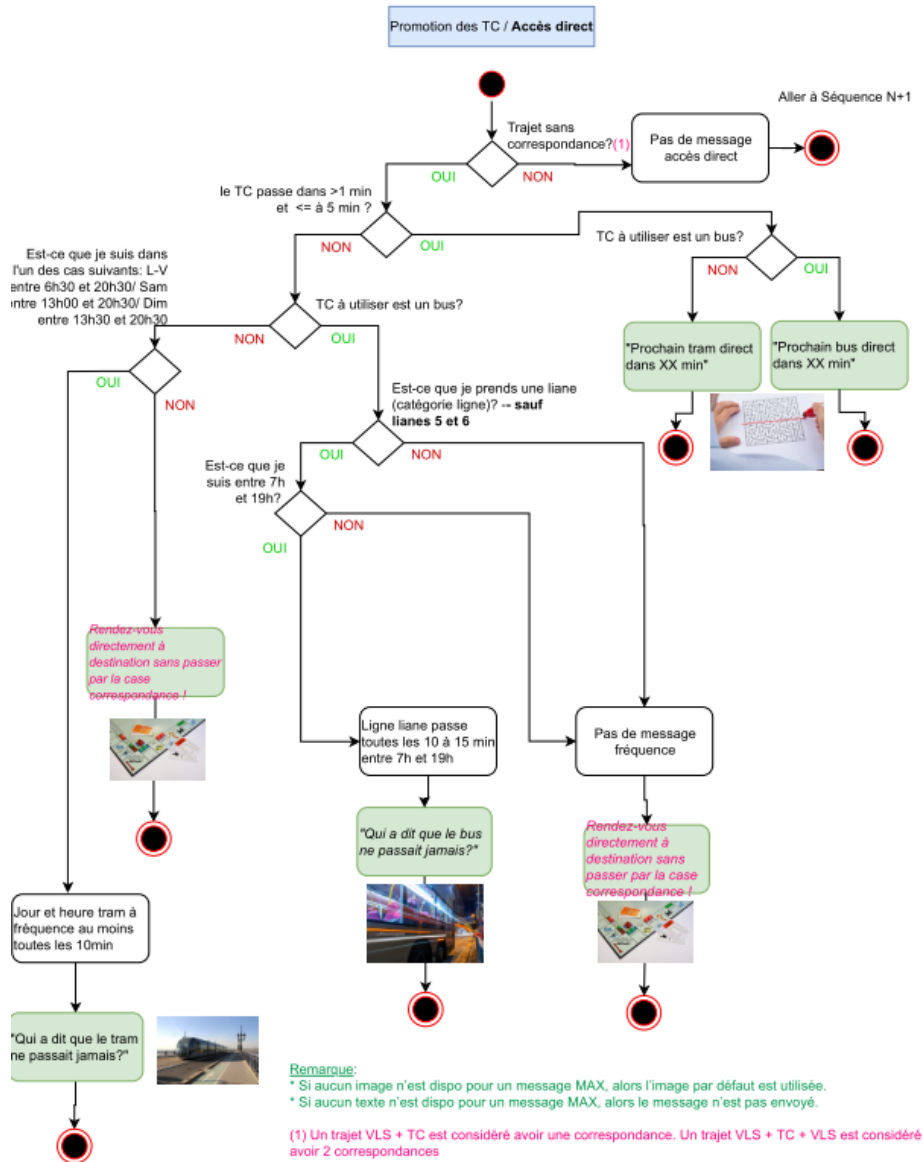 Promotion des TC / Accès direct
Aller à Séquence N+1
Trajet sans
correspondance?(1)
Pas de message
accès direct
OUI
NON
le TC passe dans >1 min
et <= à 5 min ?
NON
OUI
TC à utiliser est un bus?
NON
OUI
"Prochain tram direct
dans XX min"
"Prochain bus direct
dans XX min"
Est-ce que je suis dans
l'un des cas suivants: L-V
entre 6h30 et 20h30/ Sam
entre 13h00 et 20h30/ Dim
entre 13h30 et 20h30
TC à utiliser est un bus?
NON
OUI
OUI
NON
Est-ce que je prends une liane
(catégorie ligne)? -- sauf
lianes 5 et 6
OUI
NON
Est-ce que je
suis entre 7h
et 19h?
NON
OUI
Rendez-vous
directement à
destination sans passer
par la case
correspondance !
Ligne liane passe
toutes les 10 à 15 min
entre 7h et 19h
Pas de message
fréquence
"Qui a dit que le bus
ne passait jamais?"
Rendez-vous
directement à
destination sans
passer par la case
correspondance !
Jour et heure tram à
fréquence au moins
toutes les 10min
"Qui a dit que le tram
ne passait jamais?"
Remarque:
* Si aucun image n'est dispo pour un message MAX, alors l'image par défaut est utilisée.
* Si aucun texte n'est dispo pour un message MAX, alors le message n'est pas envoyé.
(1) Un trajet VLS + TC est considéré avoir une correspondance. Un trajet VLS + TC + VLS est considéré
avoir 2 correspondances